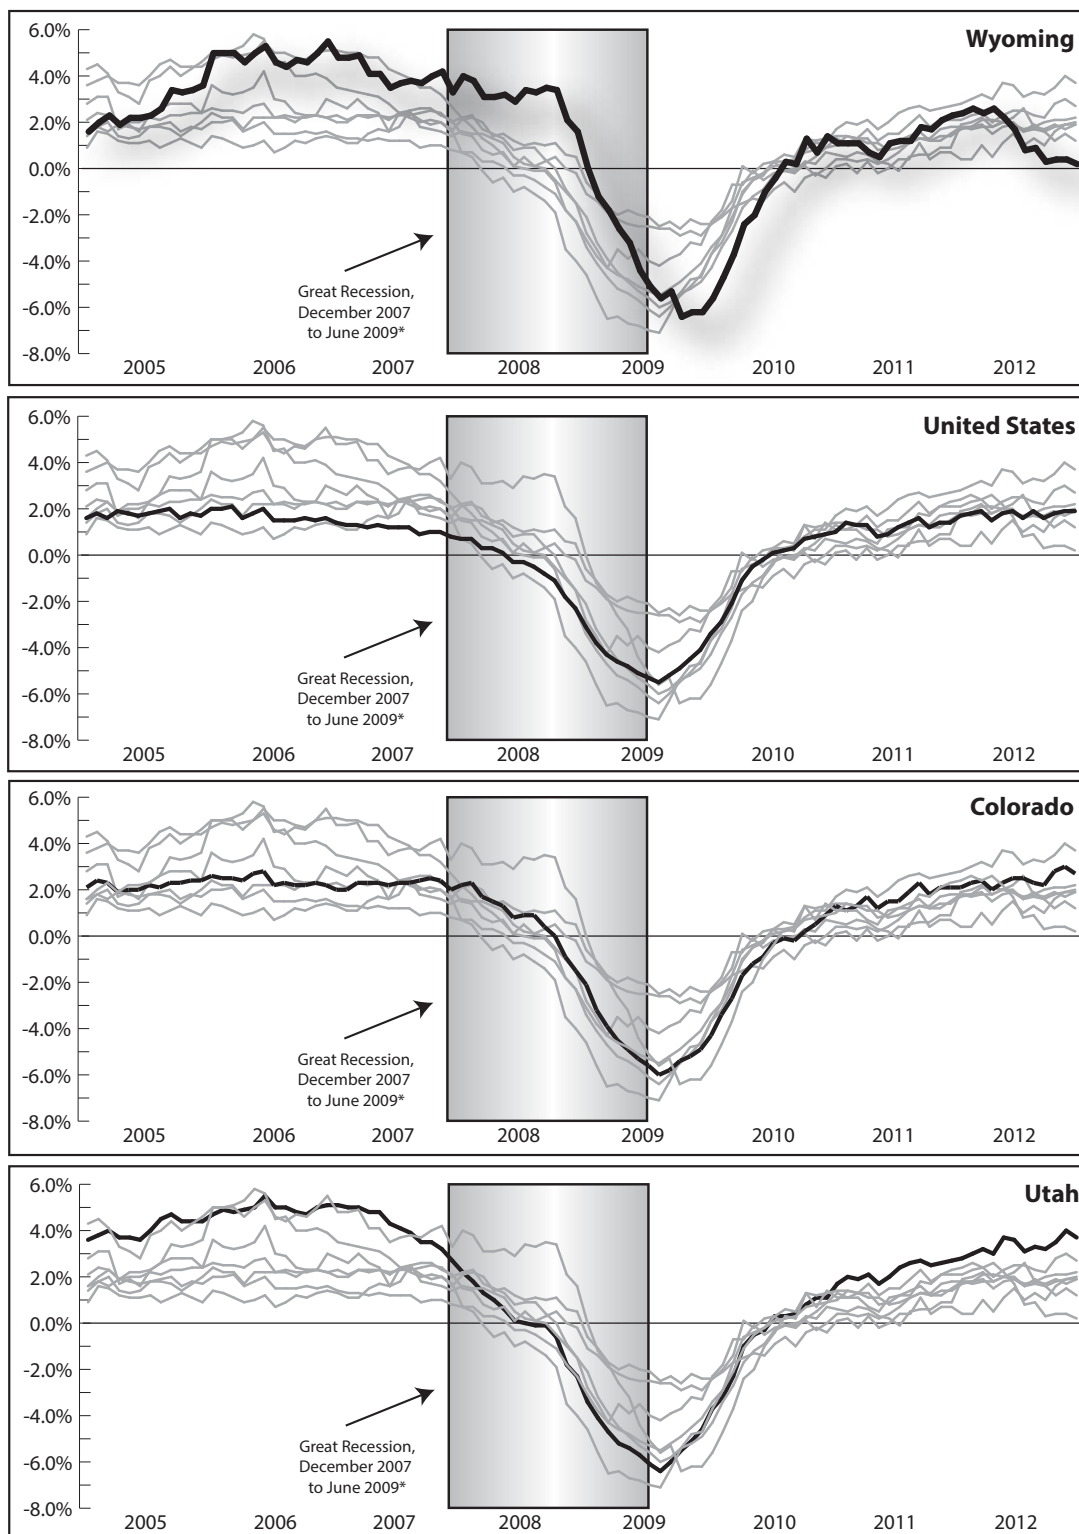 Wyoming
6.0%
4.0%
2.0%
0.0%
-2.0%
-4.0%
-6.0%
-8.0%
Great Recession,
December 2007
to June 2009*
2005 2006 2007 2008 2009 2010 2011 2012
United States
6.0%
4.0%
2.0%
0.0%
-2.0%
-4.0%
-6.0%
-8.0%
Great Recession,
December 2007
to June 2009*
2005 2006 2007 2008 2009 2010 2011 2012
Colorado
6.0%
4.0%
2.0%
0.0%
-2.0%
-4.0%
-6.0%
-8.0%
Great Recession,
December 2007
to June 2009*
2005 2006 2007 2008 2009 2010 2011 2012
Utah
6.0%
4.0%
2.0%
0.0%
-2.0%
-4.0%
-6.0%
-8.0%
Great Recession,
December 2007
to June 2009*
2005 2006 2007 2008 2009 2010 2011 2012